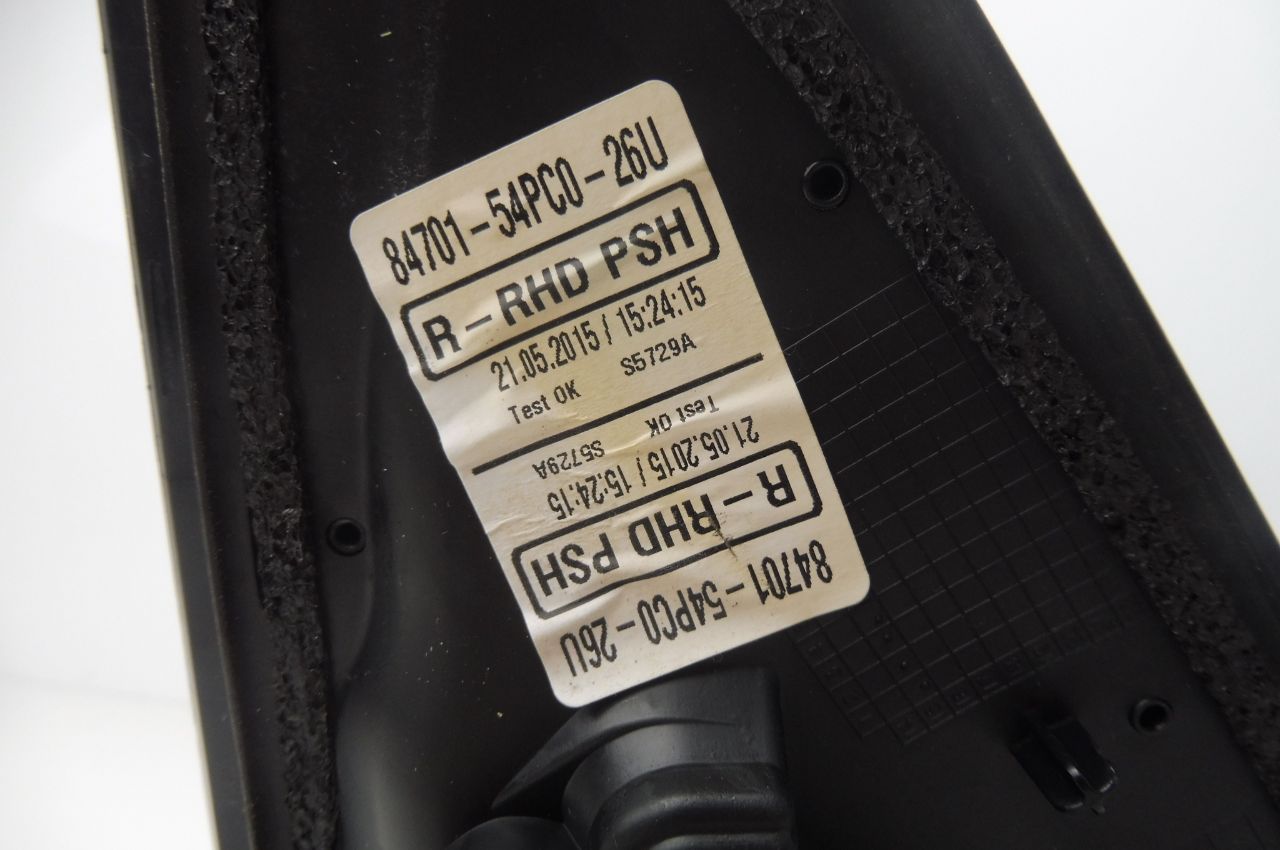 84701-54PC0-26U
R-RHD PSH
21.05.2015 / 15:24:15
Test OK S5729A
84701-54PC0-26U
R-RHD PSH
21.05.2015 / 15:24:15
Test OK S5729A